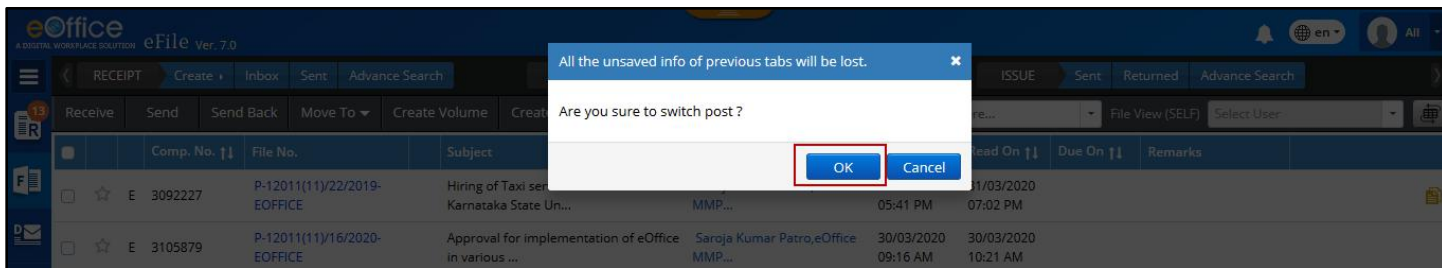 eOffice
A DIGITAL WORKPLACE SOLUTION eFile Ver. 7.0
en All
All the unsaved info of previous tabs will be lost. ×
Are you sure to switch post ?
OK Cancel
RECEIPT Create Inbox Sent Advance Search ISSUE Sent Returned Advance Search
13 Receive Send Send Back Move To Create Volume Creat re... File View (SELF) Select User
R
Comp. No. File No. Subject Read On Due On Remarks
E 3092227 P-12011(11)/22/2019- Hiring of Taxi ser 31/03/2020
EOFFICE Karnataka State Un... MMP... 05:41 PM 07:02 PM
F
E 3105879 P-12011(11)/16/2020- Approval for implementation of eOffice Saroja Kumar Patro,eOffice 30/03/2020 30/03/2020
EOFFICE in various ... MMP... 09:16 AM 10:21 AM
D